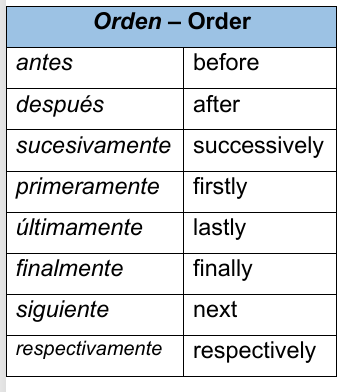 Orden – Order
antes before
después after
sucesivamente successively
primeramente firstly
últimamente lastly
finalmente finally
siguiente next
respectivamente respectively